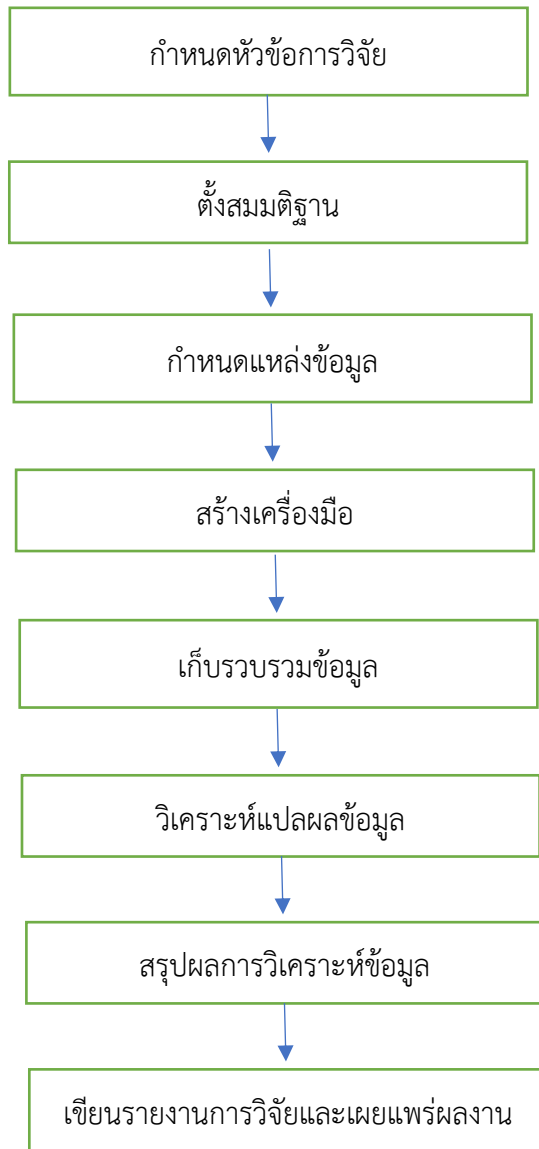 กำหนดหัวข้อการวิจัย
ตั้งสมมติฐาน
กำหนดแหล่งข้อมูล
สร้างเครื่องมือ
เก็บรวบรวมข้อมูล
วิเคราะห์แปลผลข้อมูล
สรุปผลการวิเคราะห์ข้อมูล
เขียนรายงานการวิจัยและเผยแพร่ผลงาน